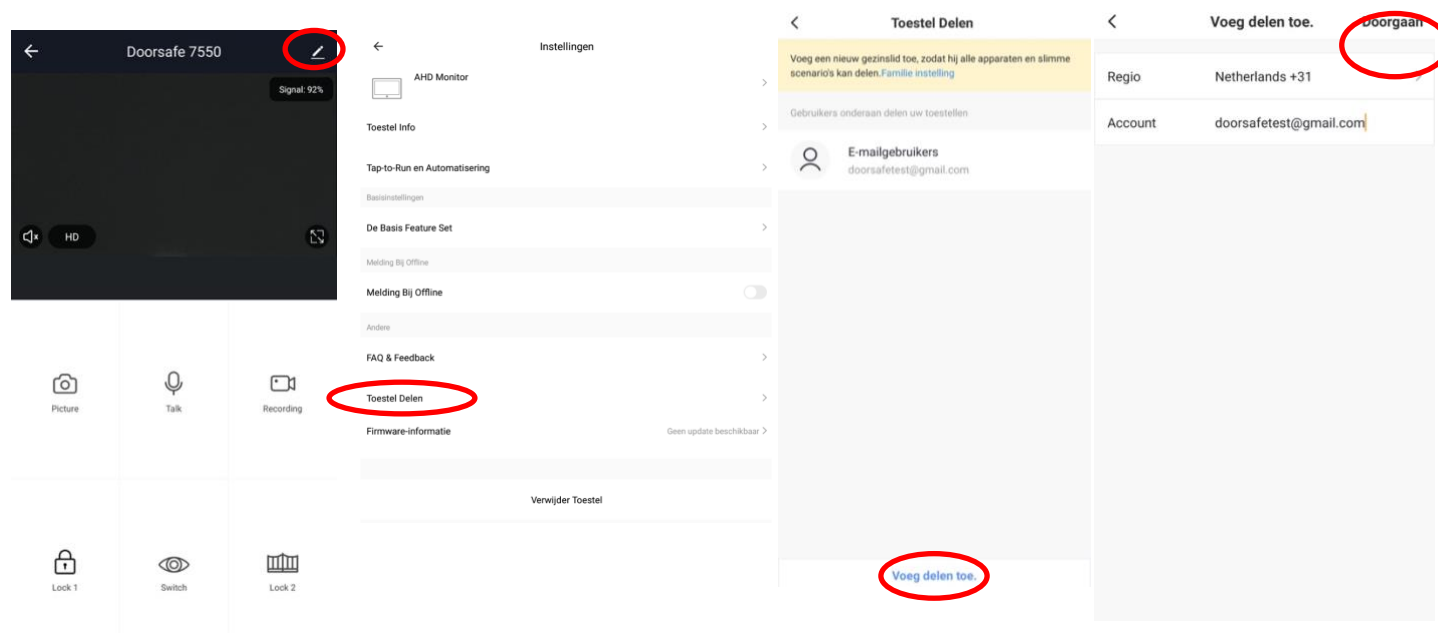 Doorsafe 7550
Signal: 92%
HD
Picture
Talk
Recording
Lock 1
Switch
Lock 2
Instellingen
AHD Monitor
Toestel Info
Tap-to-Run en Automatisering
Basisinstellingen
De Basis Feature Set
Melding Bij Offline
Melding Bij Offline
Andere
FAQ & Feedback
Toestel Delen
Firmware-informatie
Geen update beschikbaar
Verwijder Toestel
Toestel Delen
Voeg een nieuw gezinslid toe, zodat hij alle apparaten en slimme
scenario's kan delen.Familie instelling
Gebruikers onderaan delen uw toestellen
E-mailgebruikers
doorsafetest@gmail.com
Voeg delen toe.
Voeg delen toe.
Doorgaan
Regio
Netherlands +31
Account
doorsafetest@gmail.com